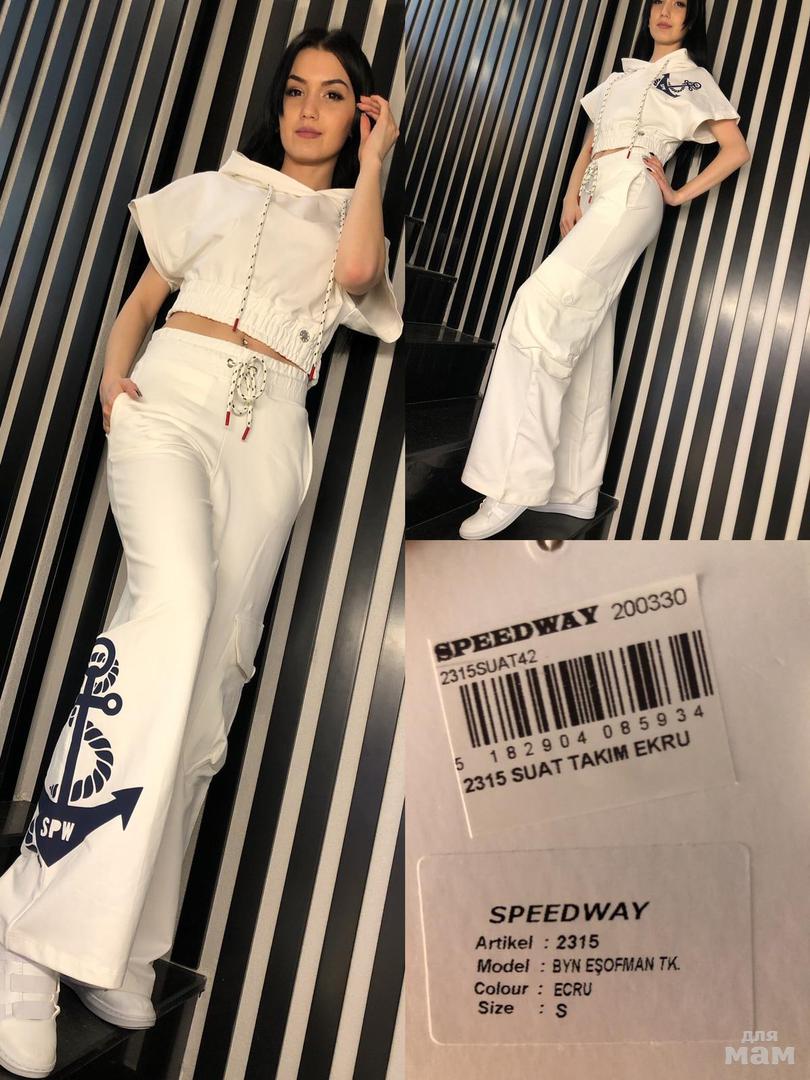 SPW
SPEEDWAY 200330
2315SUAT42
5 182904 085934
2315 SUAT TAKIM EKRU
SPEEDWAY
Artikel : 2315
Model : BYN EŞOFMAN TK.
Colour : ECRU
Size : S
для
мам